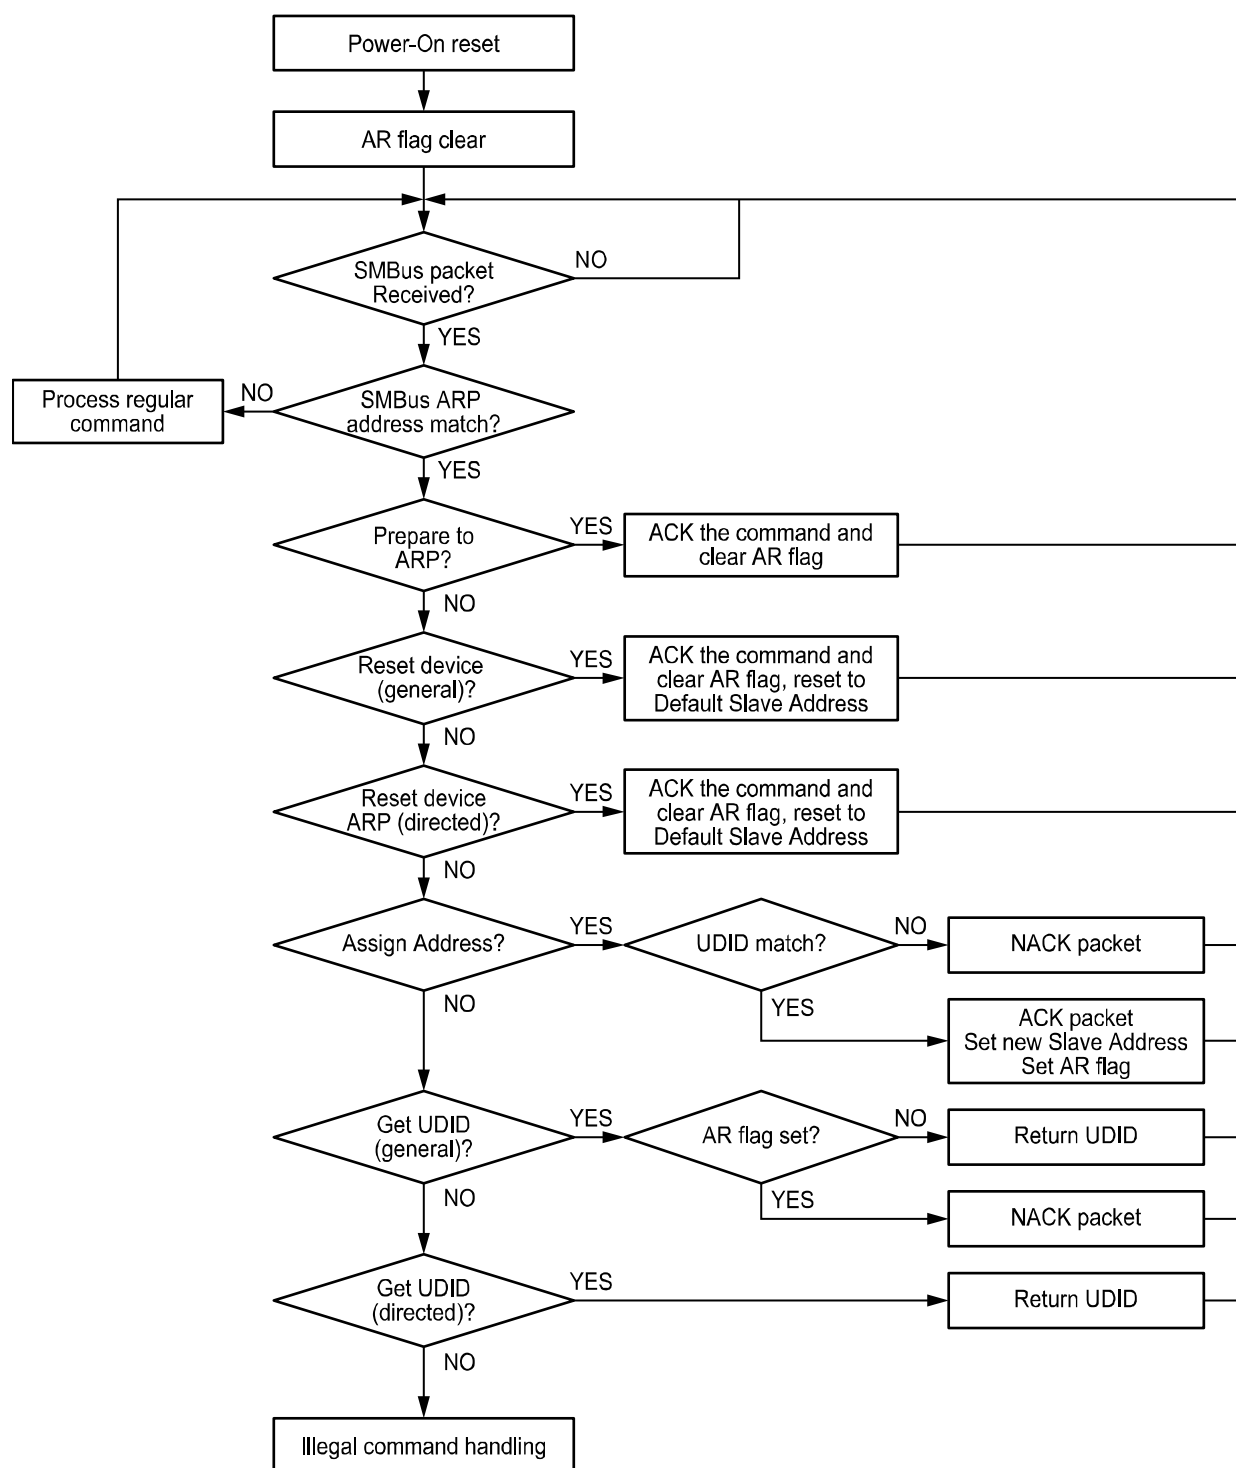 Power-On reset
AR flag clear
SMBus packet
Received?
NO
YES
SMBus ARP
address match?
NO
Process regular
command
YES
Prepare to
ARP?
YES
ACK the command and
clear AR flag
NO
Reset device
(general)?
YES
ACK the command and
clear AR flag, reset to
Default Slave Address
NO
Reset device
ARP (directed)?
YES
ACK the command and
clear AR flag, reset to
Default Slave Address
NO
Assign Address?
YES
UDID match?
NO
NACK packet
YES
ACK packet
Set new Slave Address
Set AR flag
NO
Get UDID
(general)?
YES
AR flag set?
NO
Return UDID
YES
NACK packet
NO
Get UDID
(directed)?
YES
Return UDID
NO
Illegal command handling